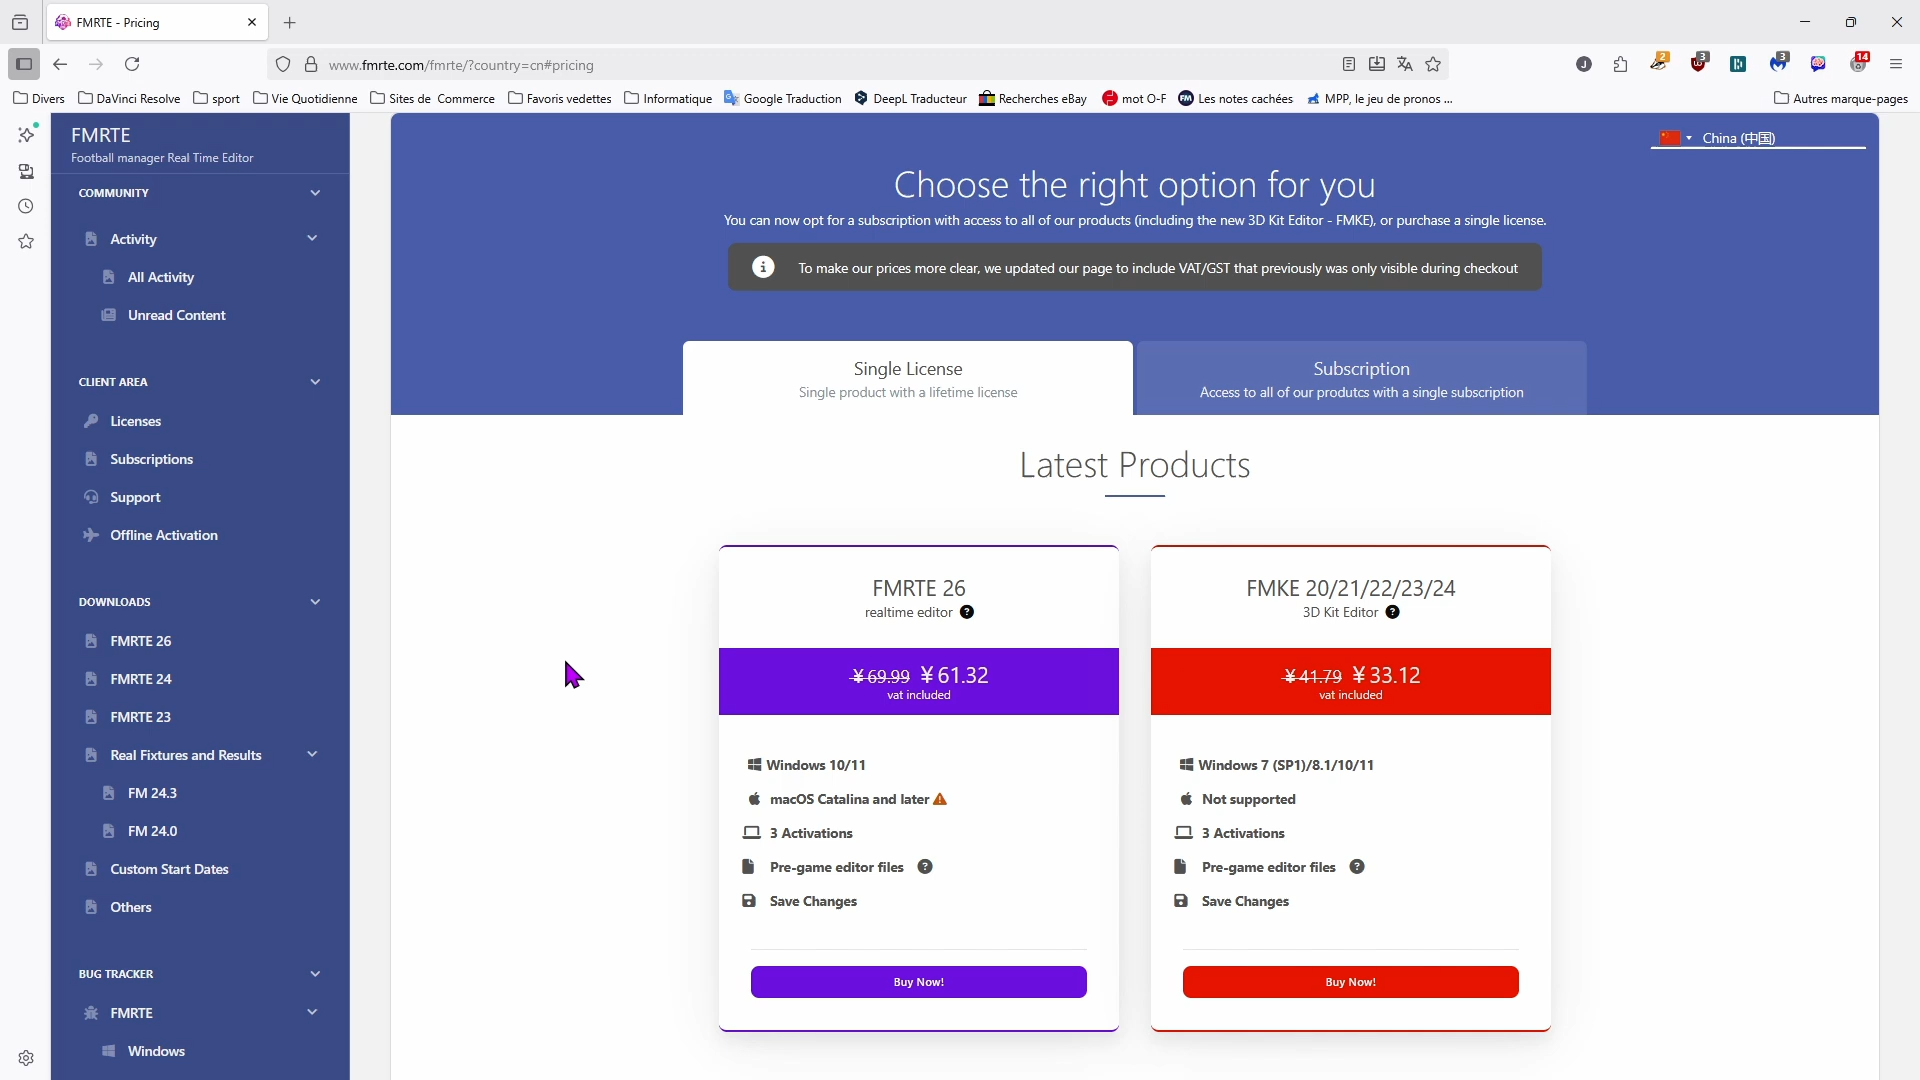 FMRTE - Pricing
www.fmrte.com/fmrte/?country=cn#pricing
2
3
3
14
Divers
DaVinci Resolve
sport
Vie Quotidienne
Sites de Commerce
Favoris vedettes
Informatique
Google Traduction
DeepL Traducteur
Recherches eBay
mot O-F
Les notes cachées
MPP, le jeu de pronos ...
Autres marque-pages
FMRTE
Football manager Real Time Editor
COMMUNITY
Activity
All Activity
Unread Content
CLIENT AREA
Licenses
Subscriptions
Support
Offline Activation
DOWNLOADS
FMRTE 26
FMRTE 24
FMRTE 23
Real Fixtures and Results
FM 24.3
FM 24.0
Custom Start Dates
Others
BUG TRACKER
FMRTE
Windows
China (中国)
Choose the right option for you
You can now opt for a subscription with access to all of our products (including the new 3D Kit Editor - FMKE), or purchase a single license.
To make our prices more clear, we updated our page to include VAT/GST that previously was only visible during checkout
Single License
Single product with a lifetime license
Subscription
Access to all of our produtcs with a single subscription
Latest Products
FMRTE 26
realtime editor
¥69.99 ¥61.32
vat included
Windows 10/11
macOS Catalina and later
3 Activations
Pre-game editor files
Save Changes
Buy Now!
FMKE 20/21/22/23/24
3D Kit Editor
¥41.79 ¥33.12
vat included
Windows 7 (SP1)/8.1/10/11
Not supported
3 Activations
Pre-game editor files
Save Changes
Buy Now!